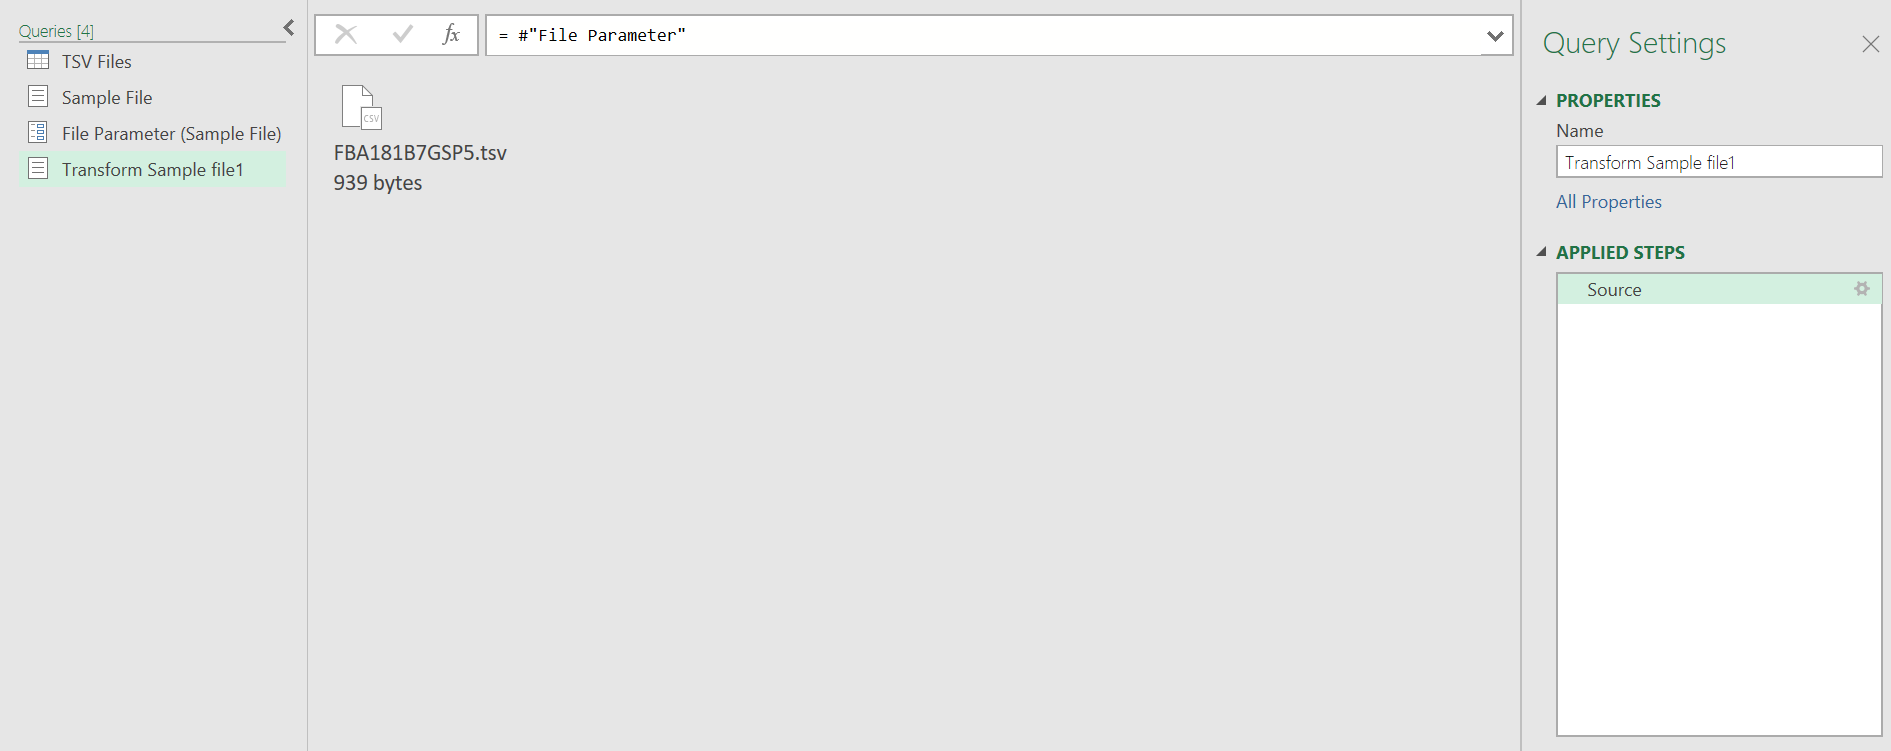 Queries [4]
TSV Files
Sample File
File Parameter (Sample File)
Transform Sample file1
fx
= #"File Parameter"
CSV
FBA181B7GSP5.tsv
939 bytes
Query Settings
PROPERTIES
Name
Transform Sample file1
All Properties
APPLIED STEPS
Source